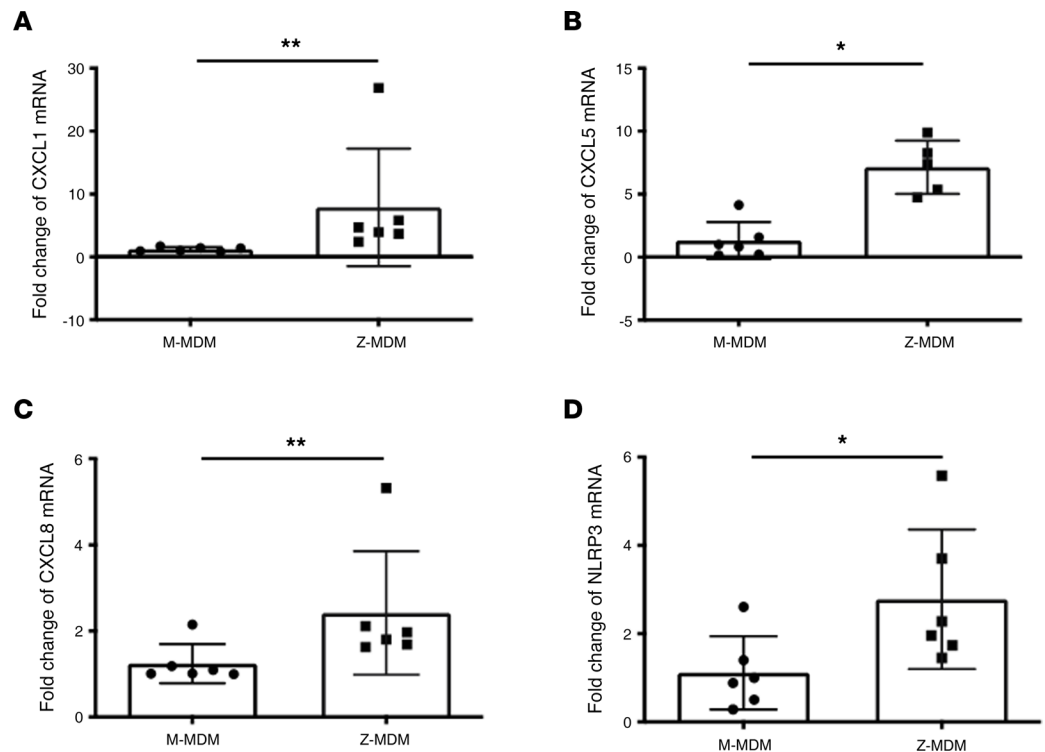 A
**
Fold change of CXCL1 mRNA
30
20
10
0
-10
M-MDM
Z-MDM
B
*
Fold change of CXCL5 mRNA
15
10
5
0
-5
M-MDM
Z-MDM
C
**
Fold change of CXCL8 mRNA
6
4
2
0
M-MDM
Z-MDM
D
*
Fold change of NLRP3 mRNA
6
4
2
0
M-MDM
Z-MDM